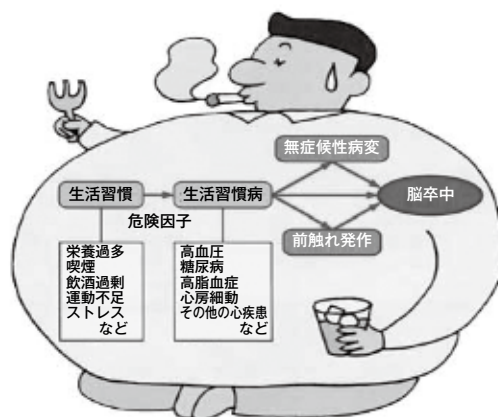 無症候性病変
生活習慣
生活習慣病
脳卒中
危険因子
前触れ発作
栄養過多
喫煙
飲酒過剰
運動不足
ストレス
など
高血圧
糖尿病
高脂血症
心房細動
その他の心疾患
など